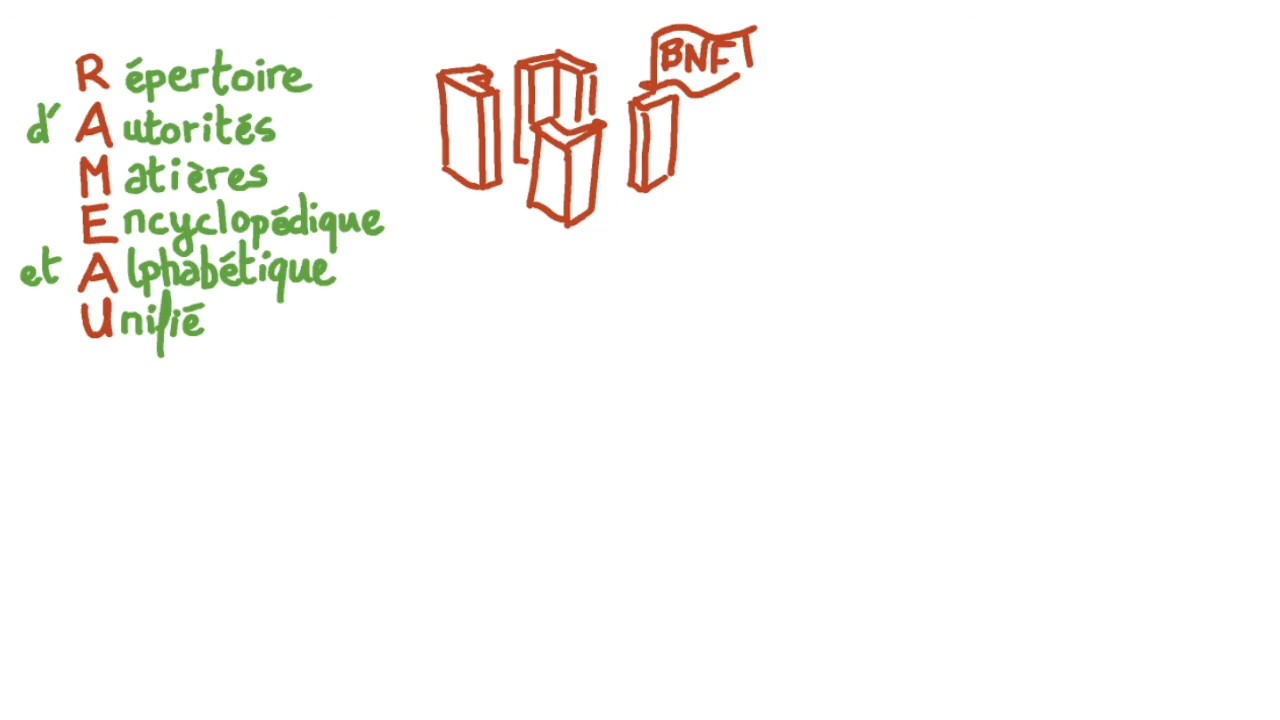 Répertoire
d'Autorités
Matières
Encyclopédique
et Alphabétique
Unifié
BNF